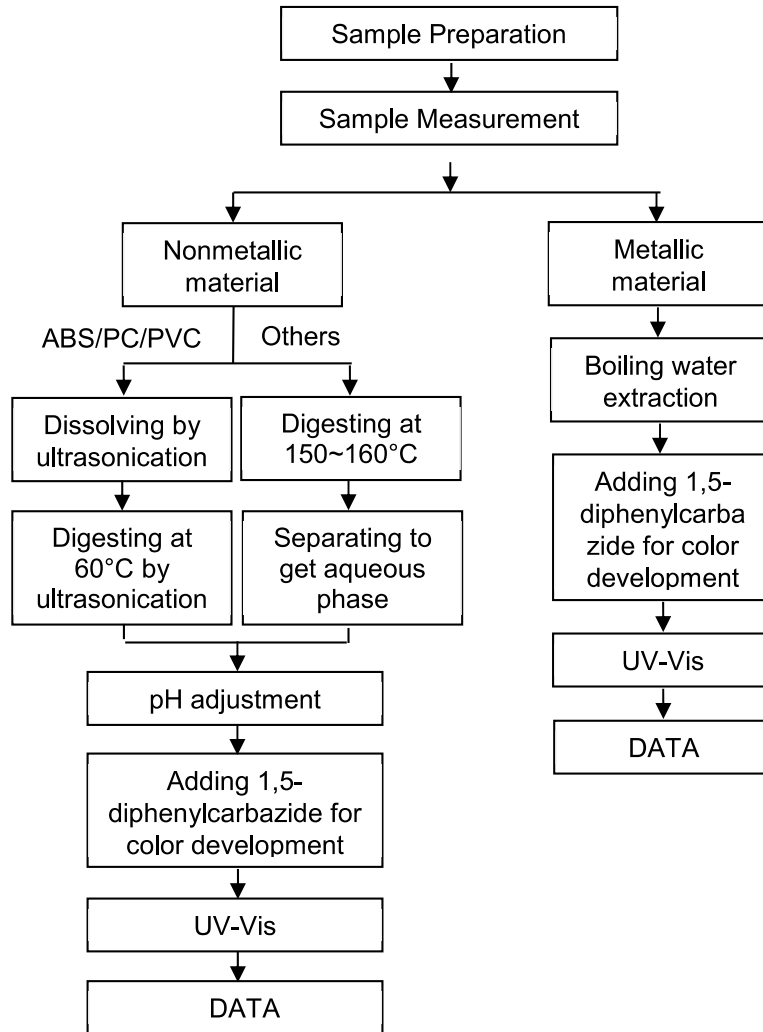 Sample Preparation
Sample Measurement
Nonmetallic
material
ABS/PC/PVC
Others
Dissolving by
ultrasonication
Digesting at
150~160°C
Digesting at
60°C by
ultrasonication
Separating to
get aqueous
phase
pH adjustment
Adding 1,5-
diphenylcarbazide for
color development
UV-Vis
DATA
Metallic
material
Boiling water
extraction
Adding 1,5-
diphenylcarba
zide for color
development
UV-Vis
DATA